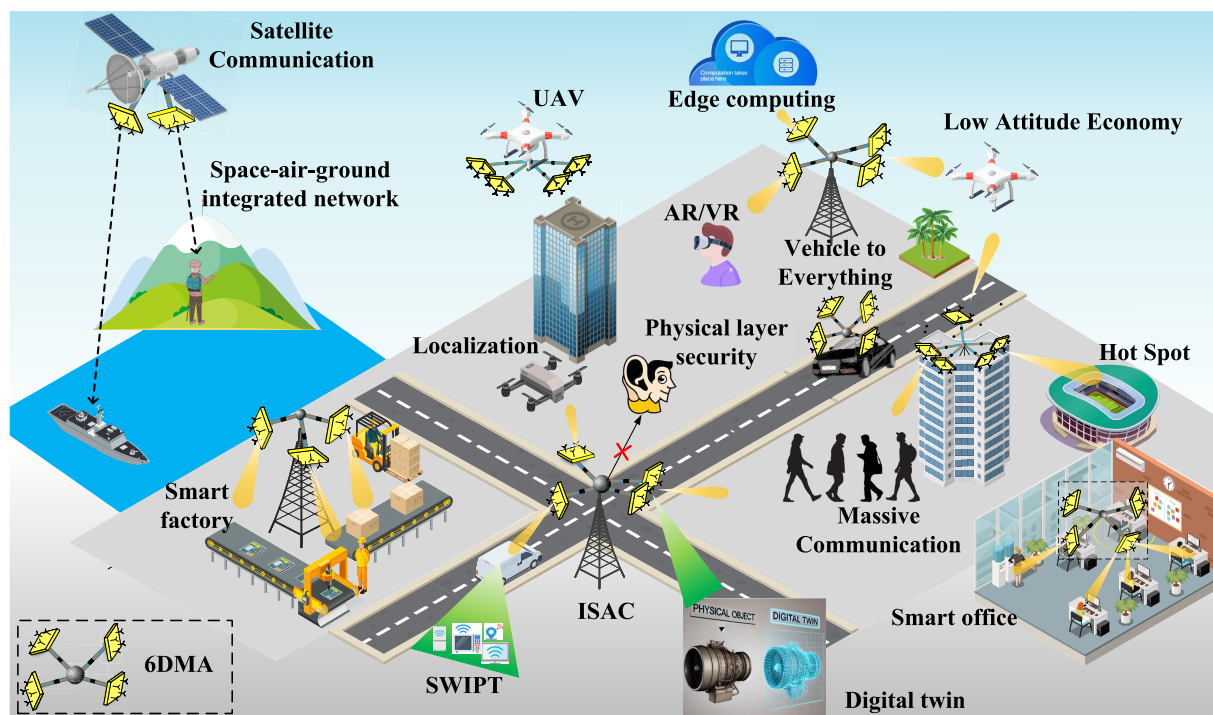 Satellite
Communication
UAV
Computation takes
place here
Edge computing
Low Attitude Economy
Space-air-ground
integrated network
AR/VR
Vehicle to
Everything
Localization
Physical layer
security
Hot Spot
Smart
factory
Massive
Communication
ISAC
PHYSICAL OBJECT
DIGITAL TWIN
Smart office
6DMA
SWIPT
Digital twin